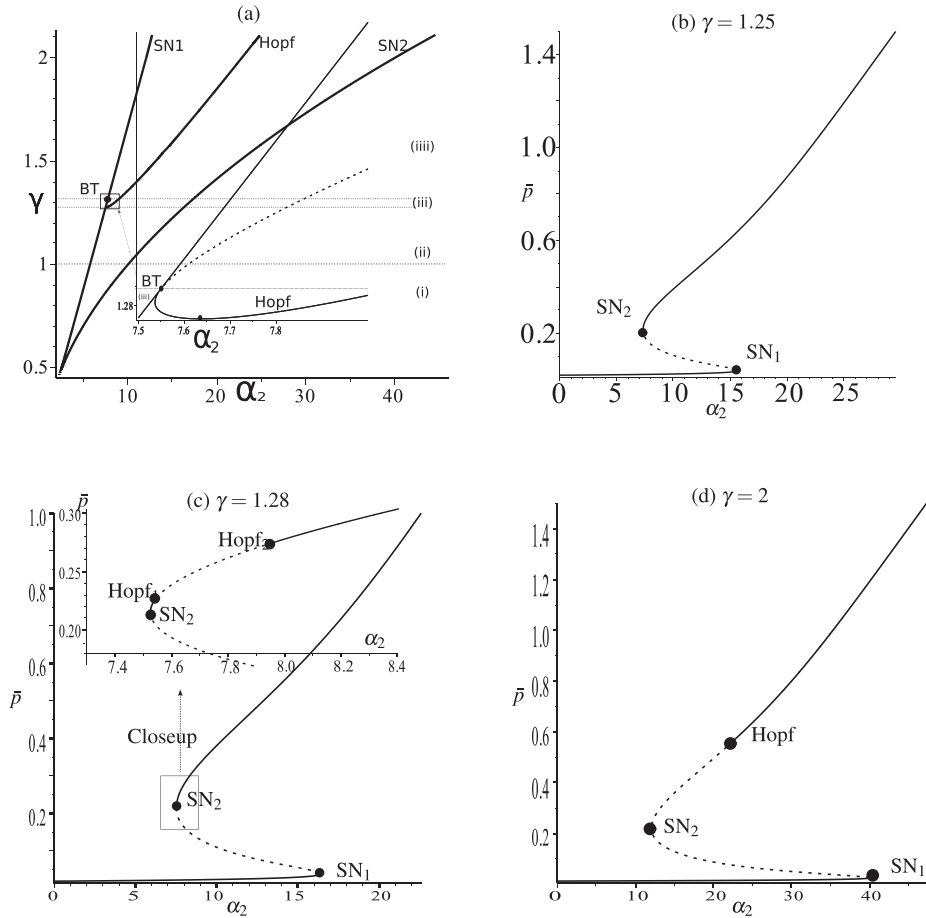 (a)
SN1
Hopf
SN2
2
1.5
γ
1
0.5
BT
(iiii)
(iii)
(ii)
(i)
BT
(iii)
1.28
Hopf
7.5 7.6 7.7 7.8
α2
10 20 30 40
α2
(b) γ = 1.25
1.4
1.0
p̄
0.6
0.2
SN2
SN1
0 5 10 15 20 25
α2
(c) γ = 1.28
p̄
0.30
0.25
0.20
Hopf2
Hopf
SN2
α2
7.4 7.6 7.8 8.0 8.2 8.4
1.0
0.8
0.6
p̄
0.4
0.2
Closeup
SN2
SN1
0 5 10 15 20
α2
(d) γ = 2
1.4
1.2
1.0
0.8
p̄
0.6
0.4
0.2
Hopf
SN2
SN1
0 10 20 30 40
α2